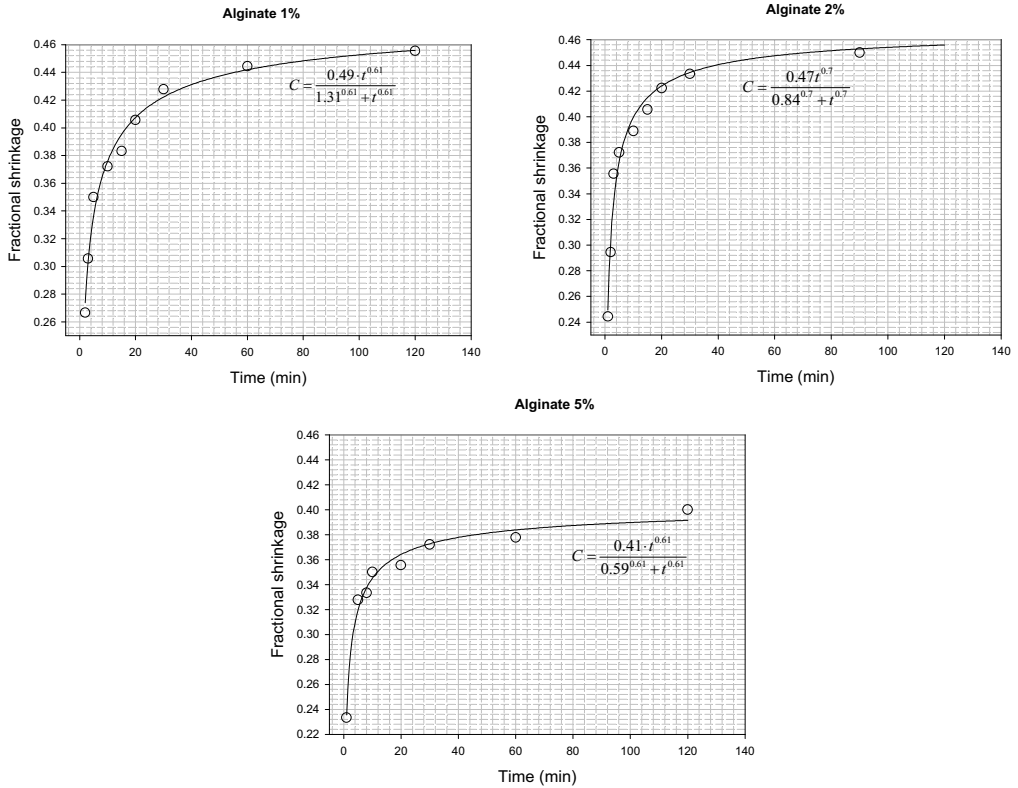 Alginate 1%
Fractional shrinkage
0.46
0.44
0.42
0.40
0.38
0.36
0.34
0.32
0.30
0.28
0.26
C = 0.49·t^0.61 / 1.31^0.61 + t^0.61
0 20 40 60 80 100 120 140
Time (min)
Alginate 2%
Fractional shrinkage
0.46
0.44
0.42
0.40
0.38
0.36
0.34
0.32
0.30
0.28
0.26
0.24
C = 0.47t^0.7 / 0.84^0.7 + t^0.7
0 20 40 60 80 100 120 140
Time (min)
Alginate 5%
Fractional shrinkage
0.46
0.44
0.42
0.40
0.38
0.36
0.34
0.32
0.30
0.28
0.26
0.24
0.22
C = 0.41·t^0.61 / 0.59^0.61 + t^0.61
0 20 40 60 80 100 120 140
Time (min)